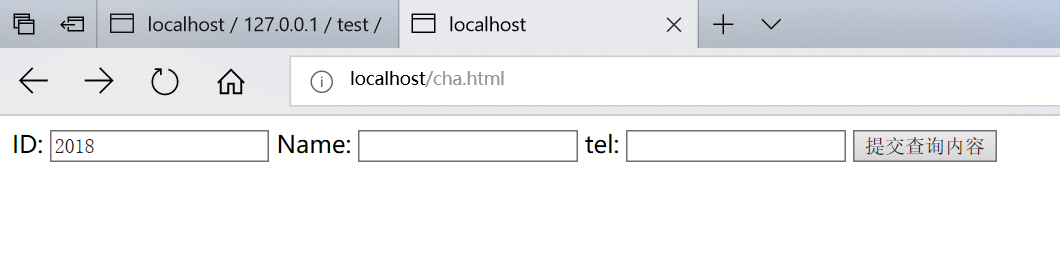 localhost / 127.0.0.1 / test /
localhost
localhost/cha.html
ID: 2018 Name: tel: 提交查询内容